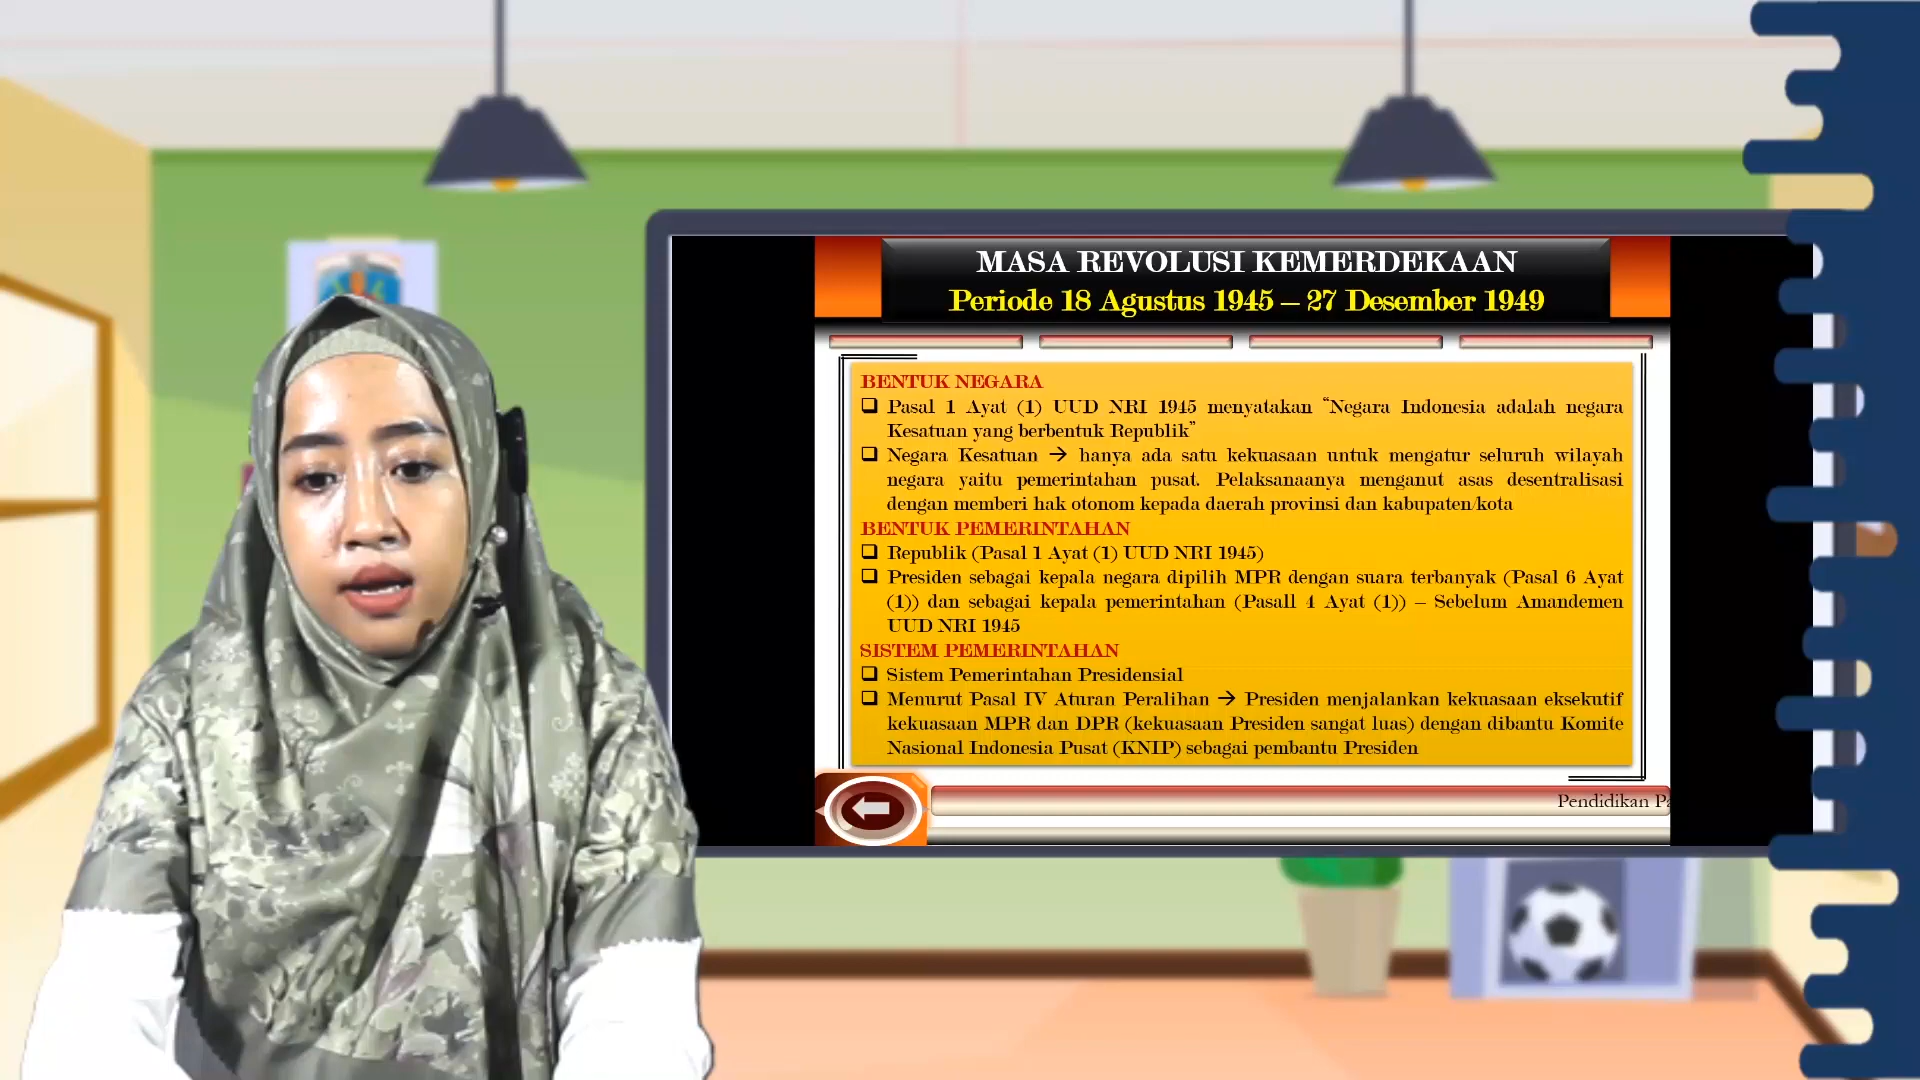 MASA REVOLUSI KEMERDEKAAN
Periode 18 Agustus 1945 – 27 Desember 1949
BENTUK NEGARA
❑ Pasal 1 Ayat (1) UUD NRI 1945 menyatakan “Negara Indonesia adalah negara
Kesatuan yang berbentuk Republik”
❑ Negara Kesatuan → hanya ada satu kekuasaan untuk mengatur seluruh wilayah
negara yaitu pemerintahan pusat. Pelaksanaanya menganut asas desentralisasi
dengan memberi hak otonom kepada daerah provinsi dan kabupaten/kota
BENTUK PEMERINTAHAN
❑ Republik (Pasal 1 Ayat (1) UUD NRI 1945)
❑ Presiden sebagai kepala negara dipilih MPR dengan suara terbanyak (Pasal 6 Ayat
(1)) dan sebagai kepala pemerintahan (Pasall 4 Ayat (1)) – Sebelum Amandemen
UUD NRI 1945
SISTEM PEMERINTAHAN
❑ Sistem Pemerintahan Presidensial
❑ Menurut Pasal IV Aturan Peralihan → Presiden menjalankan kekuasaan eksekutif
kekuasaan MPR dan DPR (kekuasaan Presiden sangat luas) dengan dibantu Komite
Nasional Indonesia Pusat (KNIP) sebagai pembantu Presiden
Pendidikan